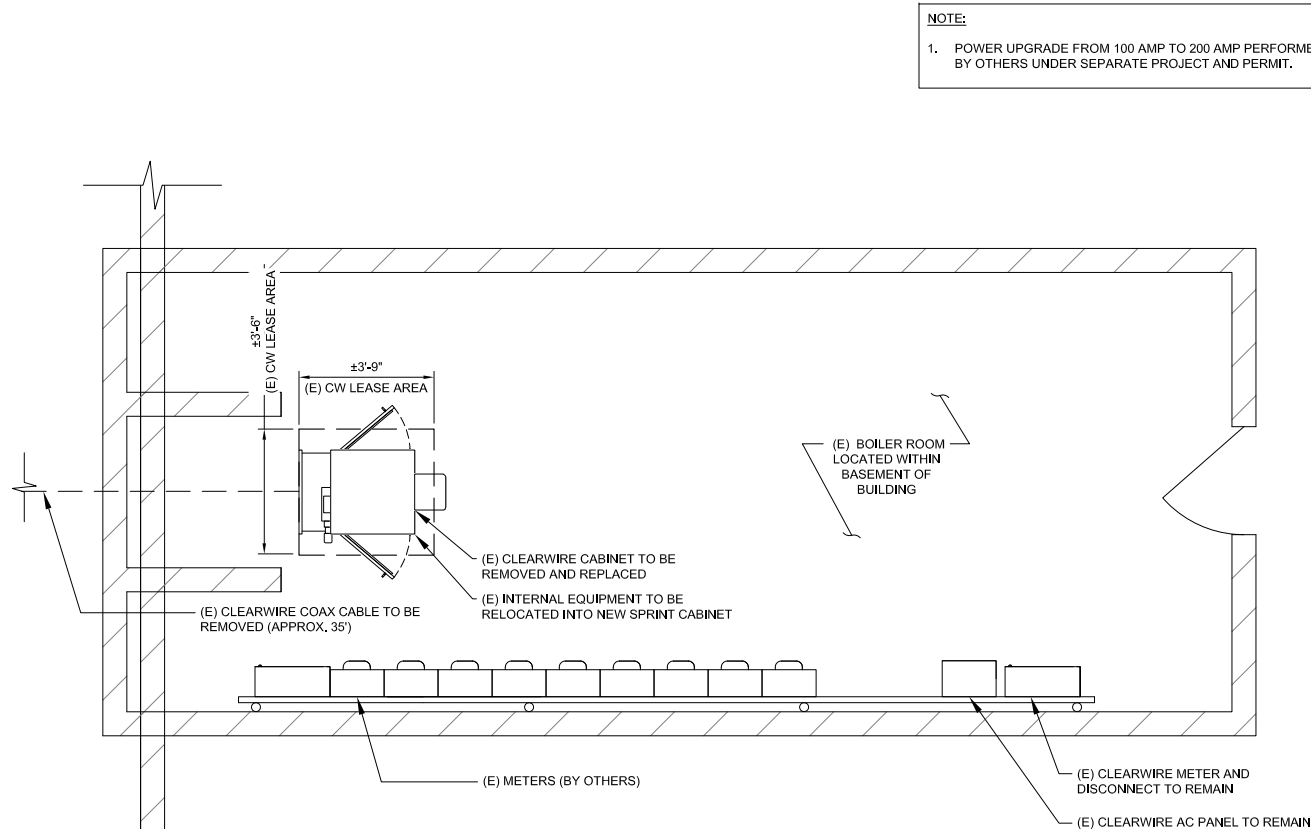 NOTE:
1. POWER UPGRADE FROM 100 AMP TO 200 AMP
BY OTHERS UNDER SEPARATE PROJECT AND PERMIT.
±3'-6"
(E) CW LEASE AREA
±3'-9"
(E) CW LEASE AREA
(E) BOILER ROOM
LOCATED WITHIN
BASEMENT OF
BUILDING
(E) CLEARWIRE CABINET TO BE
REMOVED AND REPLACED
(E) INTERNAL EQUIPMENT TO BE
RELOCATED INTO NEW SPRINT CABINET
(E) CLEARWIRE COAX CABLE TO BE
REMOVED (APPROX. 35')
(E) METERS (BY OTHERS)
(E) CLEARWIRE METER AND
DISCONNECT TO REMAIN
(E) CLEARWIRE AC PANEL TO REMAIN